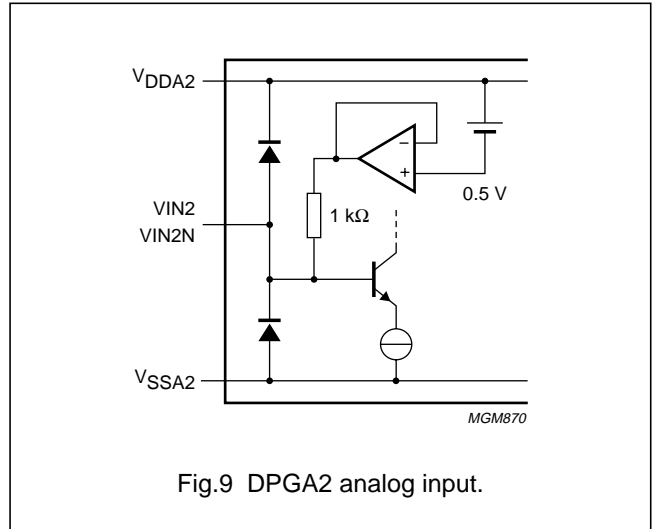 VDDA2
−
+
0.5 V
VIN2
VIN2N
1 kΩ
VSSA2
MGM870
Fig.9 DPGA2 analog input.